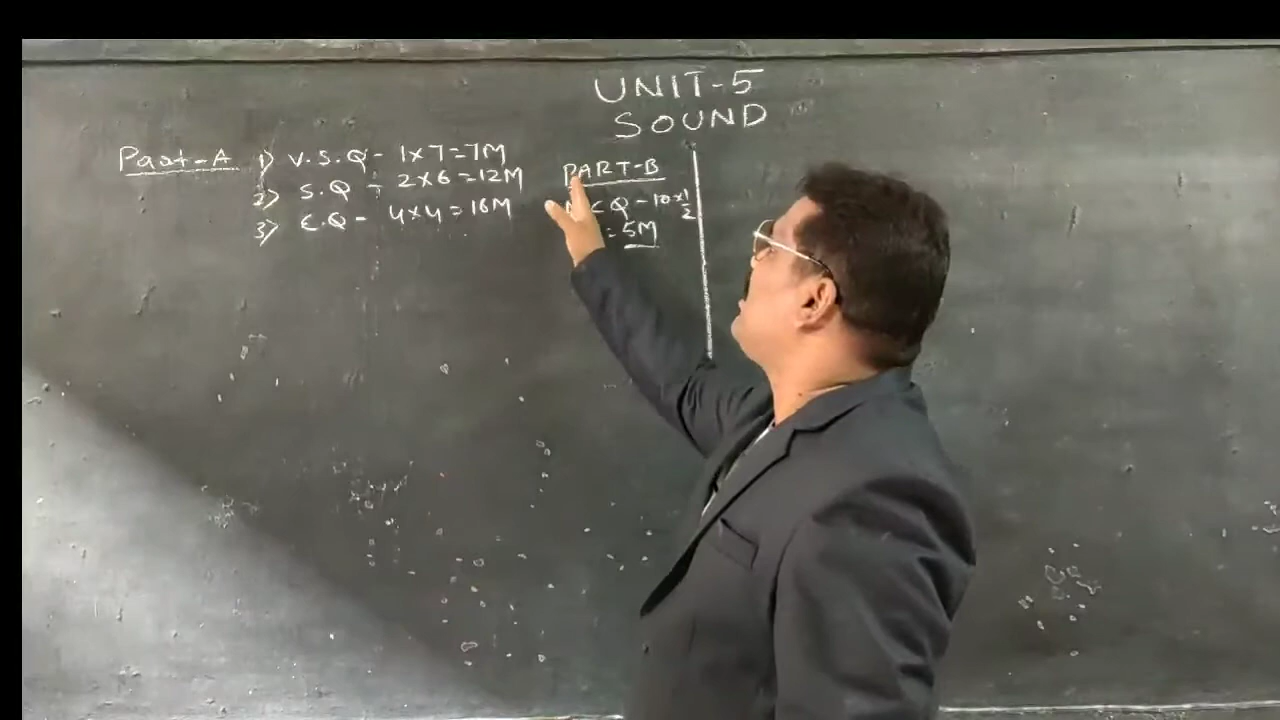 UNIT-5
SOUND
Part-A 1) V.S.Q - 1×7=7M
2) S.Q - 2×6=12M
3) E.Q - 4×4=16M
PART-B
CQ - 10×1/2
= 5M